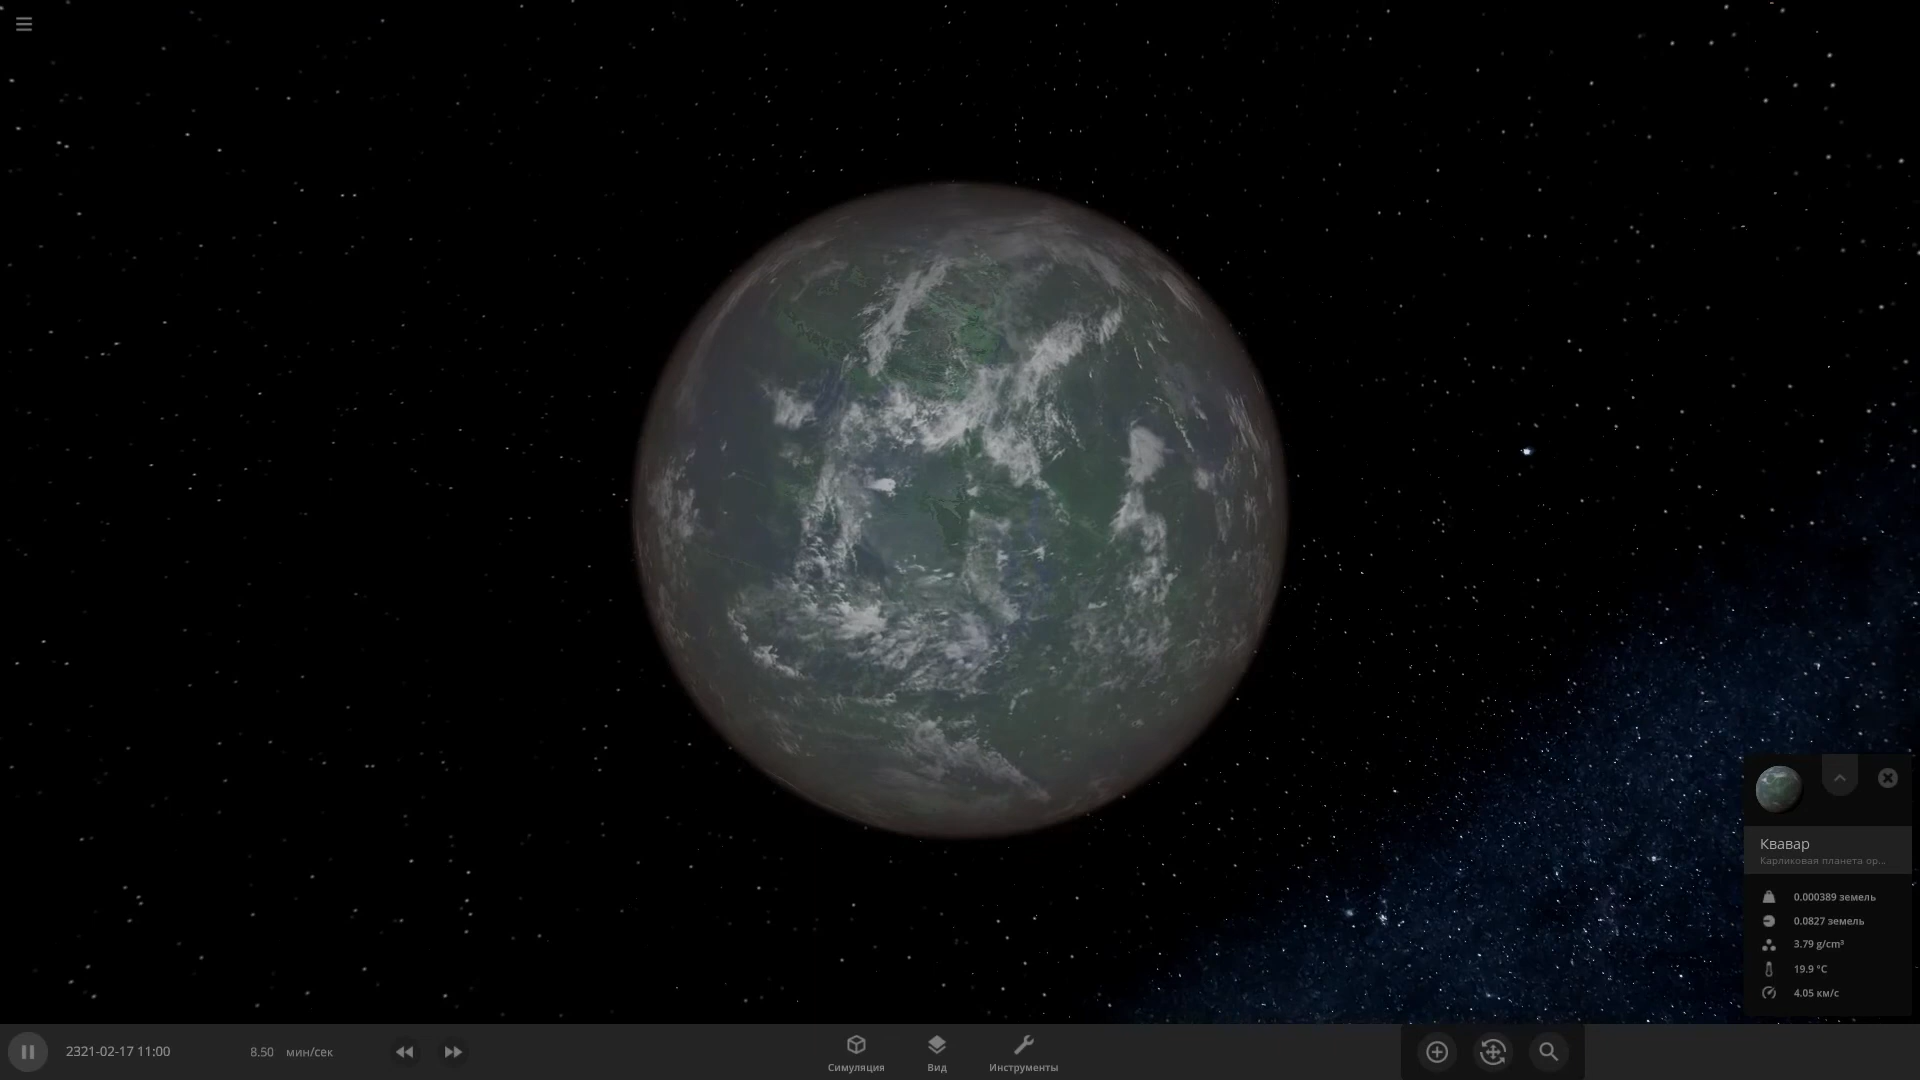 Квавар
Карликовая планета ор...
0.000389 земель
0.0827 земель
3.79 g/cm³
19.9 °C
4.05 км/с
2321-02-17 11:00
8.50 мин/сек
Симуляция
Вид
Инструменты